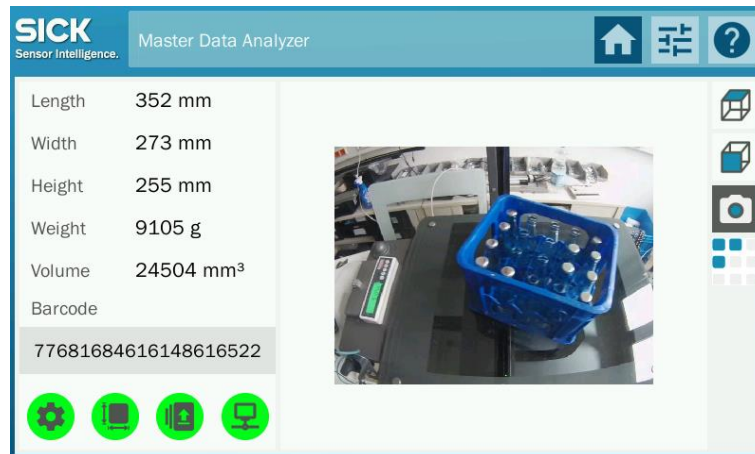 SICK
Sensor Intelligence.
Master Data Analyzer
?
Length 352 mm
Width 273 mm
Height 255 mm
Weight 9105 g
Volume 24504 mm³
Barcode
77681684616148616522